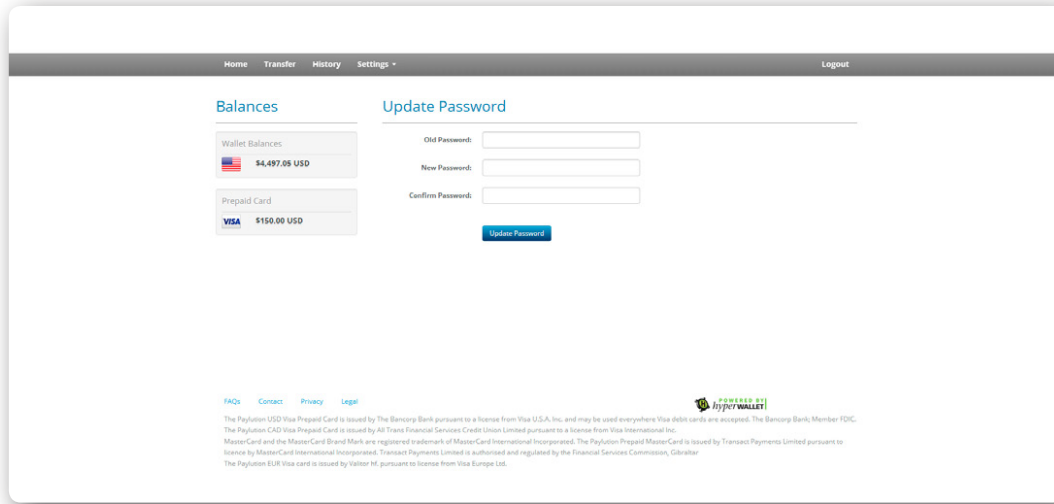 Home Transfer History Settings Logout
Balances
Wallet Balances
$4,497.05 USD
Prepaid Card
VISA $150.00 USD
Update Password
Old Password:
New Password:
Confirm Password:
Update Password
FAQs Contact Privacy Legal
POWERED BY
hyperWALLET
The Paylution USD Visa Prepaid Card is issued by The Bancorp Bank pursuant to a license from Visa U.S.A. Inc. and may be used everywhere Visa debit cards are accepted. The Bancorp Bank; Member FDIC.
The Paylution CAD Visa Prepaid Card is issued by All Trans Financial Services Credit Union Limited pursuant to a license from Visa International Inc.
MasterCard and the MasterCard Brand Mark are registered trademark of MasterCard International Incorporated. The Paylution Prepaid MasterCard is issued by Transact Payments Limited pursuant to
licence by MasterCard International Incorporated. Transact Payments Limited is authorised and regulated by the Financial Services Commission, Gibraltar
The Paylution EUR Visa card is issued by Valitor hf. pursuant to license from Visa Europe Ltd.